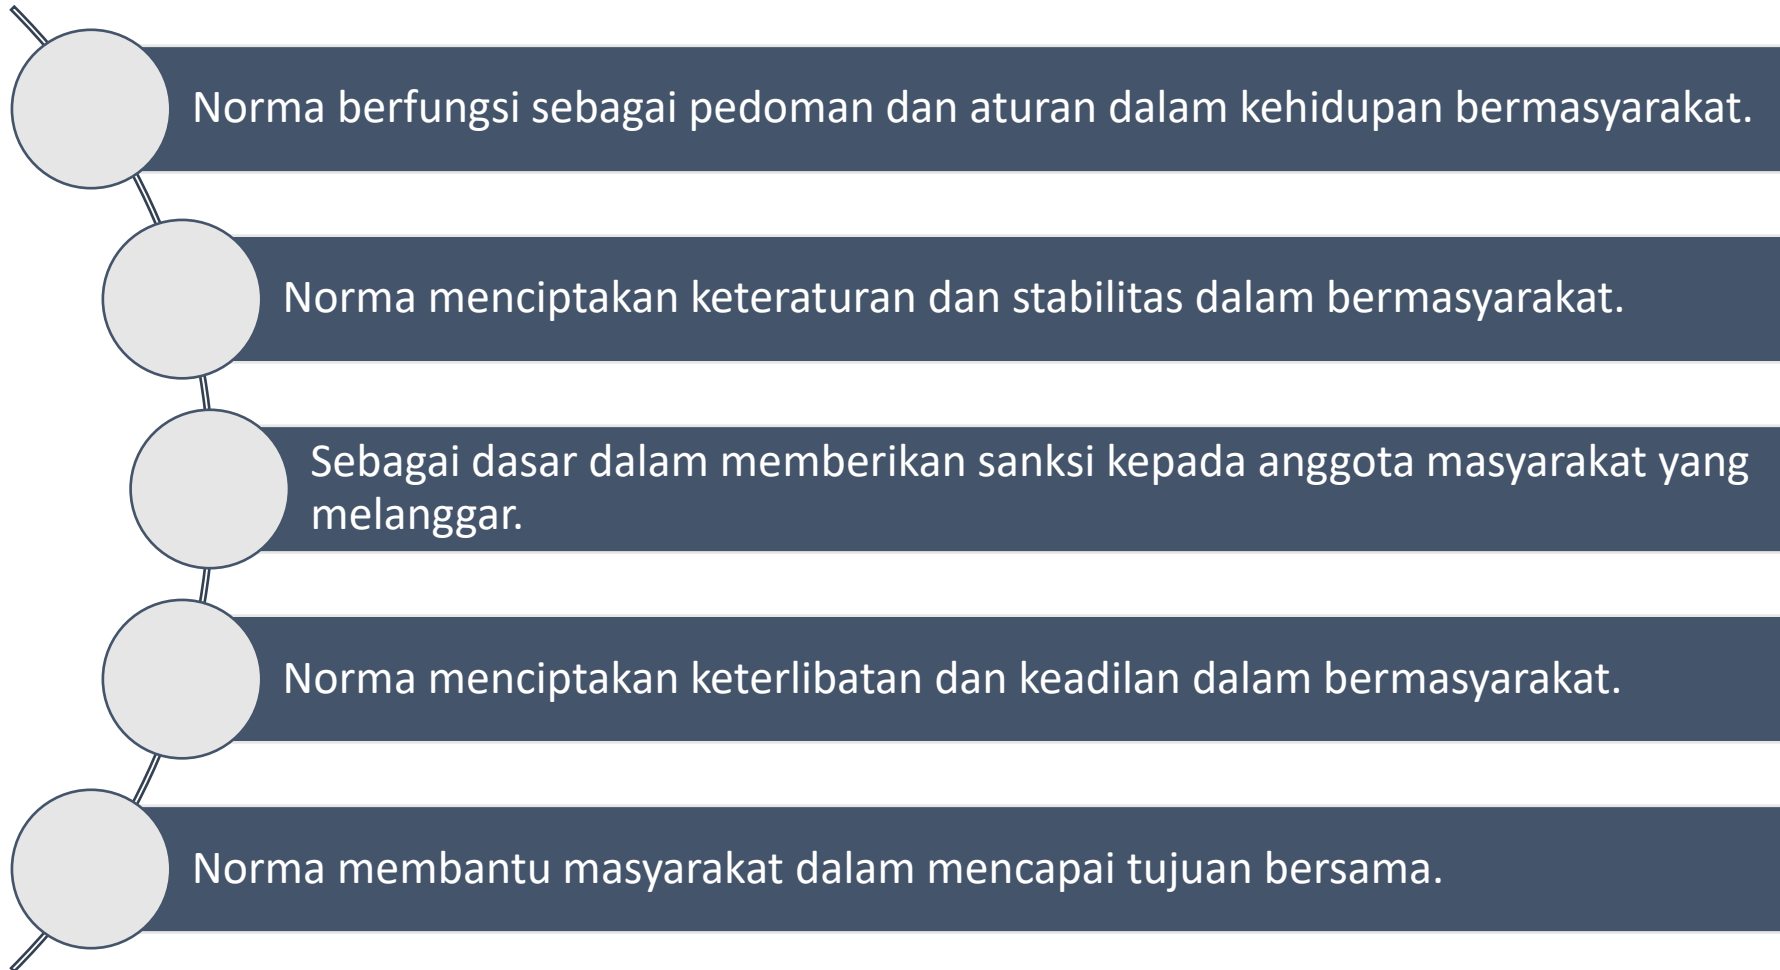 Norma berfungsi sebagai pedoman dan aturan dalam kehidupan bermasyarakat.
Norma menciptakan keteraturan dan stabilitas dalam bermasyarakat.
Sebagai dasar dalam memberikan sanksi kepada anggota masyarakat yang
melanggar.
Norma menciptakan keterlibatan dan keadilan dalam bermasyarakat.
Norma membantu masyarakat dalam mencapai tujuan bersama.